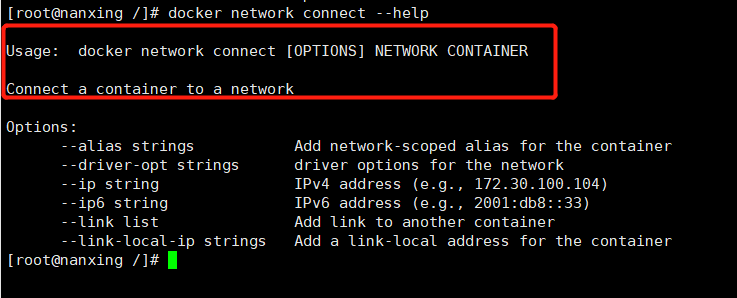 [root@nanxing /]# docker network connect --help
Usage:  docker network connect [OPTIONS] NETWORK CONTAINER
Connect a container to a network
Options:
      --alias strings           Add network-scoped alias for the container
      --driver-opt strings      driver options for the network
      --ip string               IPv4 address (e.g., 172.30.100.104)
      --ip6 string              IPv6 address (e.g., 2001:db8::33)
      --link list               Add link to another container
      --link-local-ip strings   Add a link-local address for the container
[root@nanxing /]#